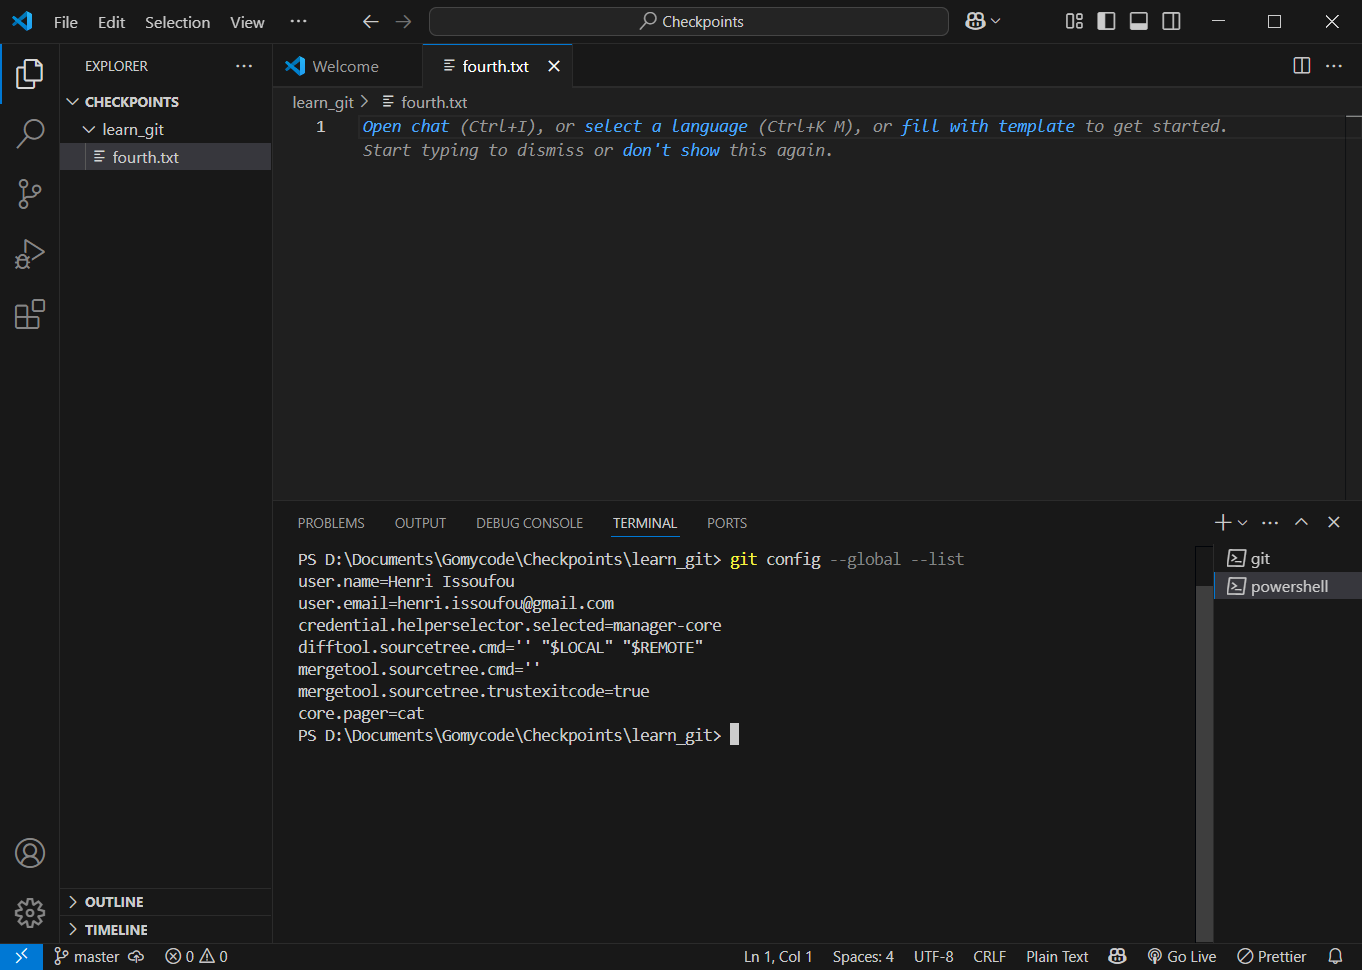 File Edit Selection View ··· Checkpoints
EXPLORER ···
CHECKPOINTS
learn_git
fourth.txt
OUTLINE
TIMELINE
Welcome fourth.txt
learn_git > fourth.txt
1 Open chat (Ctrl+I), or select a language (Ctrl+K M), or fill with template to get started.
Start typing to dismiss or don't show this again.
PROBLEMS OUTPUT DEBUG CONSOLE TERMINAL PORTS
PS D:\Documents\Gomycode\Checkpoints\learn_git> git config --global --list
user.name=Henri Issoufou
user.email=henri.issoufou@gmail.com
credential.helperselector.selected=manager-core
difftool.sourcetree.cmd='' "$LOCAL" "$REMOTE"
mergetool.sourcetree.cmd=''
mergetool.sourcetree.trustexitcode=true
core.pager=cat
PS D:\Documents\Gomycode\Checkpoints\learn_git>
git
powershell
master 0 0 Ln 1, Col 1 Spaces: 4 UTF-8 CRLF Plain Text Go Live Prettier